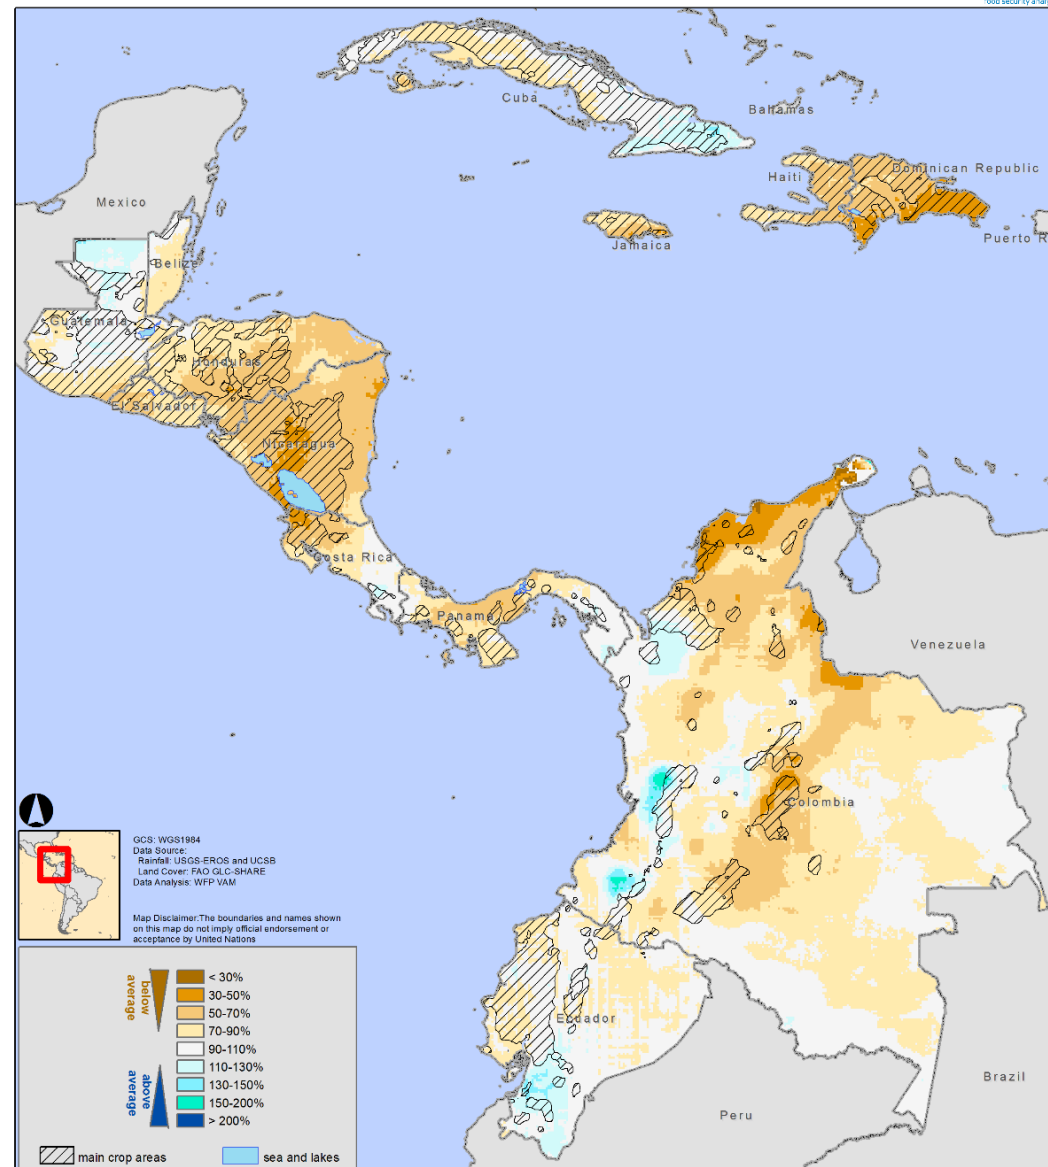 food security anal
Cuba
Bahamas
Haiti
Dominican Republic
Mexico
Jamaica
Puerto R
Belize
Guatemala
Honduras
El Salvador
Nicaragua
Costa Rica
Panama
Venezuela
Colombia
GCS: WGS1984
Data Source:
Rainfall: USGS-EROS and UCSB
Land Cover: FAO GLC-SHARE
Data Analysis: WFP VAM
Map Disclaimer:The boundaries and names shown
on this map do not imply official endorsement or
acceptance by United Nations
Ecuador
Brazil
Peru
below
average
< 30%
30-50%
50-70%
70-90%
90-110%
110-130%
130-150%
150-200%
> 200%
above
average
main crop areas
sea and lakes